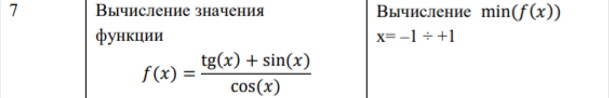 7
Вычисление значения
функции
f(x) = (tg(x) + sin(x)) / cos(x)
Вычисление min(f(x))
x= –1 ÷ +1